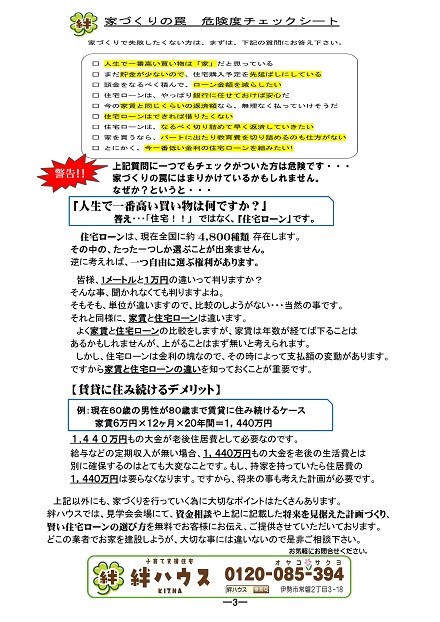 絆 家づくりの罠　危険度チェックシート
家づくりで失敗したくない方は、まずは、下記の質問にお答え下さい。
□ 人生で一番高い買い物は「家」だと思っている
□ まだ貯金が少ないので、住宅購入予定を先延ばしにしている
□ 頭金をなるべく積んで、ローン金額を減らしたい
□ 住宅ローンは、やっぱり銀行に任せておけば安心だ
□ 今の家賃と同じくらいの返済額なら、無理なく払っていけそうだ
□ 住宅ローンはできれば借りたくない
□ 住宅ローンは、なるべく切り詰めて早く返済していきたい
□ 家を買うなら、パートに出たり教育費を切り詰めるのも仕方がない
□ とにかく、今一番低い金利の住宅ローンを組みたい!
警告!!
上記質問に一つでもチェックがついた方は危険です・・・
家づくりの罠にはまりかけているかもしれません。
なぜか?というと・・・
『人生で一番高い買い物は何ですか?』
答え・・・「住宅!!」 ではなく、『住宅ローン』です。
住宅ローンは、現在全国に約 4,800種類 存在します。
その中の、たった一つしか選ぶことが出来ません。
逆に考えれば、一つ自由に選ぶ権利があります。
皆様、1メートルと1万円の違いって判りますか?
そんな事、聞かれなくても判りますよね。
そもそも、単位が違いますので、比較のしようがない・・・当然の事です。
それと同様に、家賃と住宅ローンは違います。
よく家賃と住宅ローンの比較をしますが、家賃は年数が経てば下ることは
あるかもしれませんが、上がることはまず無いと考えられます。
しかし、住宅ローンは金利の塊なので、その時によって支払額の変動があります。
ですから家賃と住宅ローンの違いを知っておくことが重要です。
【賃貸に住み続けるデメリット】
例:現在60歳の男性が80歳まで賃貸に住み続けるケース
家賃6万円×12ヶ月×20年間=1,440万円
1,440万円もの大金が老後住居費として必要なのです。
給与などの定期収入が無い場合、1,440万円もの大金を老後の生活費とは
別に確保するのはとても大変なことです。もし、持家を持っていたら住居費の
1,440万円は要らなくなります。ですから、将来の事も考えた計画が必要です。
上記以外にも、家づくりを行っていく為に大切なポイントはたくさんあります。
絆ハウスでは、見学会会場にて、資金相談や上記に記載した将来を見据えた計画づくり、
賢い住宅ローンの選び方を無料でお客様にお伝え、ご提供させていただいております。
どこの業者でお家を建設しようが、大切な事には違いないので是非ご相談下さい。
お気軽にお問合せください。
絆
子育て支援住宅
絆ハウス
KIZNA
オヤコ サクヨ
0120-085-394
絆ハウス 伊勢市常磐2丁目3-18
―3―